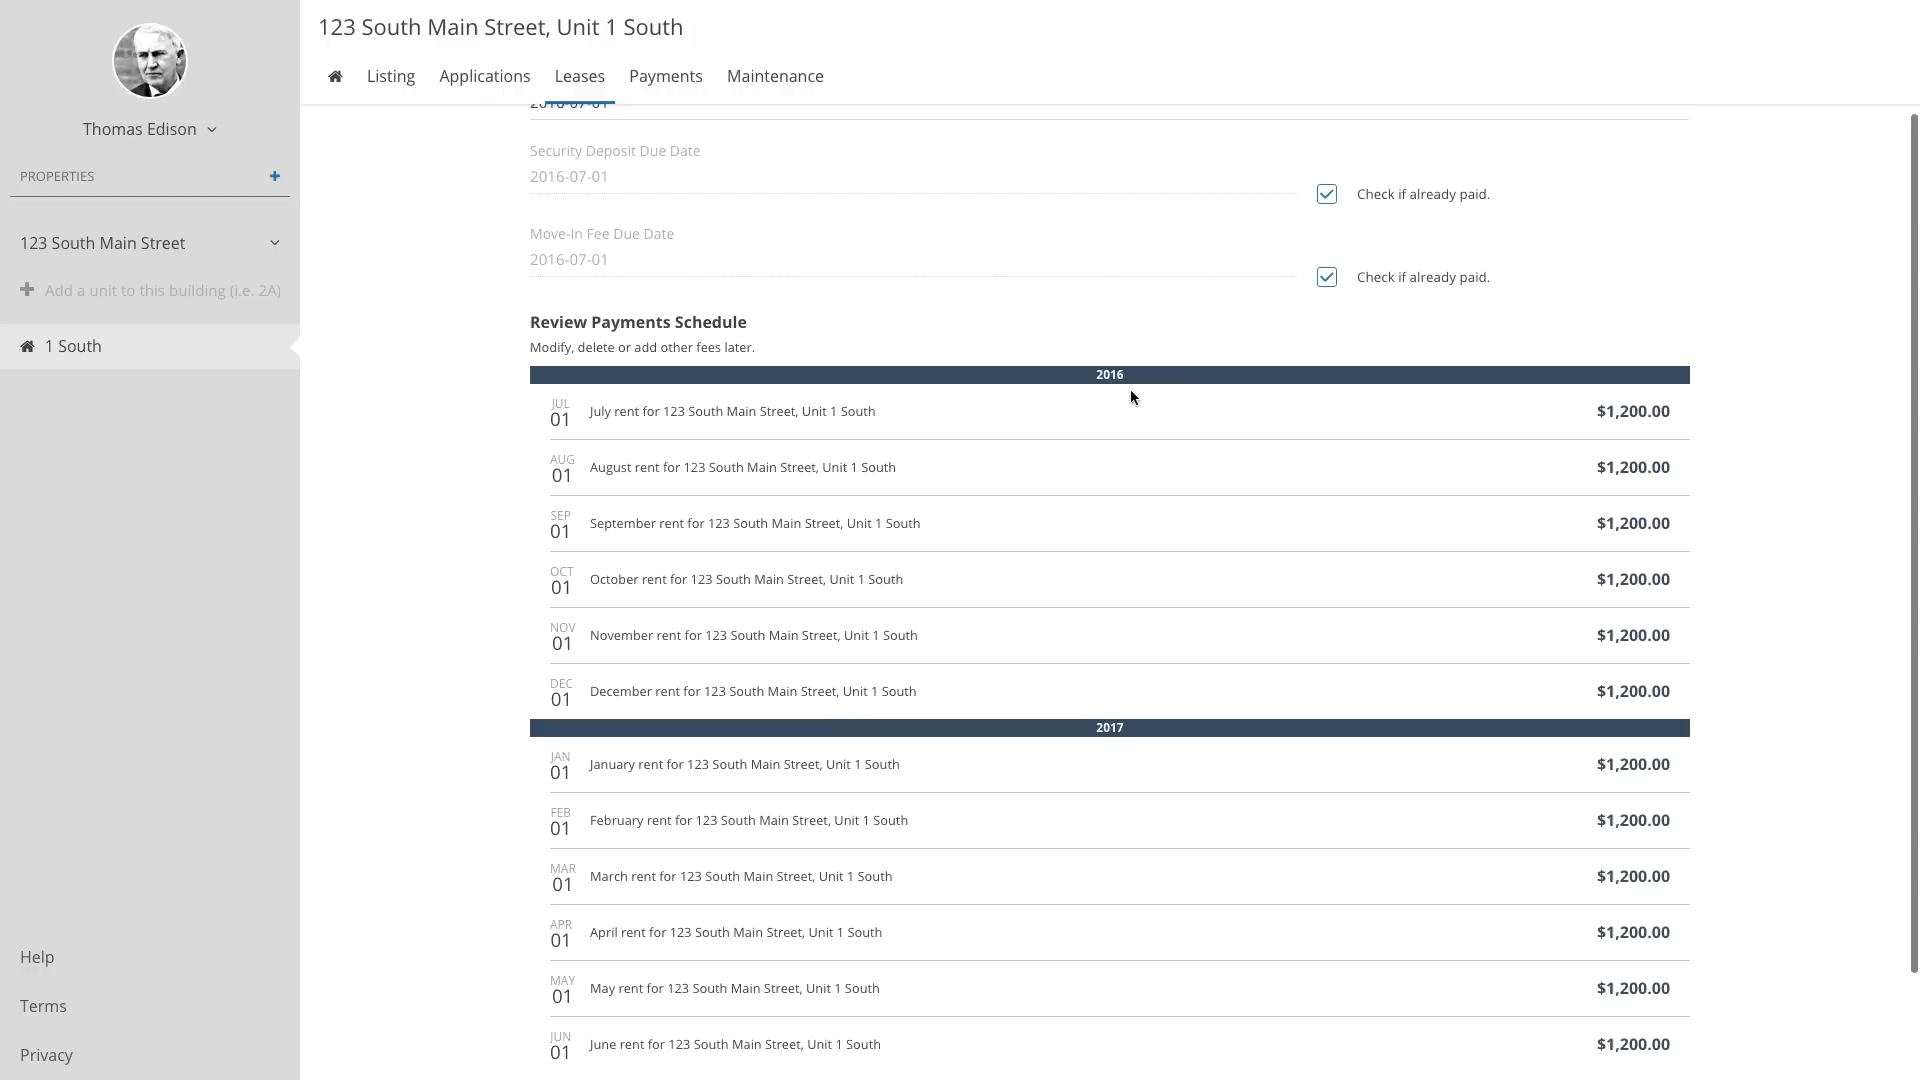 123 South Main Street, Unit 1 South
Listing
Applications
Leases
Payments
Maintenance
Thomas Edison
PROPERTIES
123 South Main Street
Add a unit to this building (i.e. 2A)
1 South
Help
Terms
Privacy
2016-07-01
Security Deposit Due Date
2016-07-01
Check if already paid.
Move-In Fee Due Date
2016-07-01
Check if already paid.
Review Payments Schedule
Modify, delete or add other fees later.
2016
JUL 01 July rent for 123 South Main Street, Unit 1 South $1,200.00
AUG 01 August rent for 123 South Main Street, Unit 1 South $1,200.00
SEP 01 September rent for 123 South Main Street, Unit 1 South $1,200.00
OCT 01 October rent for 123 South Main Street, Unit 1 South $1,200.00
NOV 01 November rent for 123 South Main Street, Unit 1 South $1,200.00
DEC 01 December rent for 123 South Main Street, Unit 1 South $1,200.00
2017
JAN 01 January rent for 123 South Main Street, Unit 1 South $1,200.00
FEB 01 February rent for 123 South Main Street, Unit 1 South $1,200.00
MAR 01 March rent for 123 South Main Street, Unit 1 South $1,200.00
APR 01 April rent for 123 South Main Street, Unit 1 South $1,200.00
MAY 01 May rent for 123 South Main Street, Unit 1 South $1,200.00
JUN 01 June rent for 123 South Main Street, Unit 1 South $1,200.00